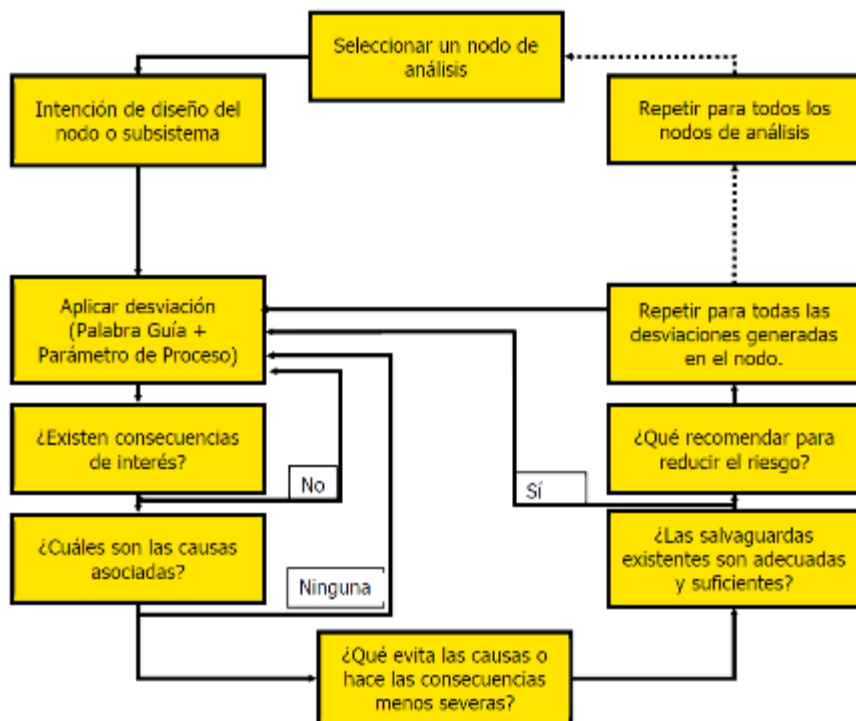 Seleccionar un nodo de
análisis
Intención de diseño del
nodo o subsistema
Repetir para todos los
nodos de análisis
Aplicar desviación
(Palabra Guía +
Parámetro de Proceso)
Repetir para todas las
desviaciones generadas
en el nodo.
¿Existen consecuencias
de interés?
No
Sí
¿Qué recomendar para
reducir el riesgo?
¿Cuáles son las causas
asociadas?
Ninguna
¿Las salvaguardas
existentes son adecuadas
y suficientes?
¿Qué evita las causas o
hace las consecuencias
menos severas?